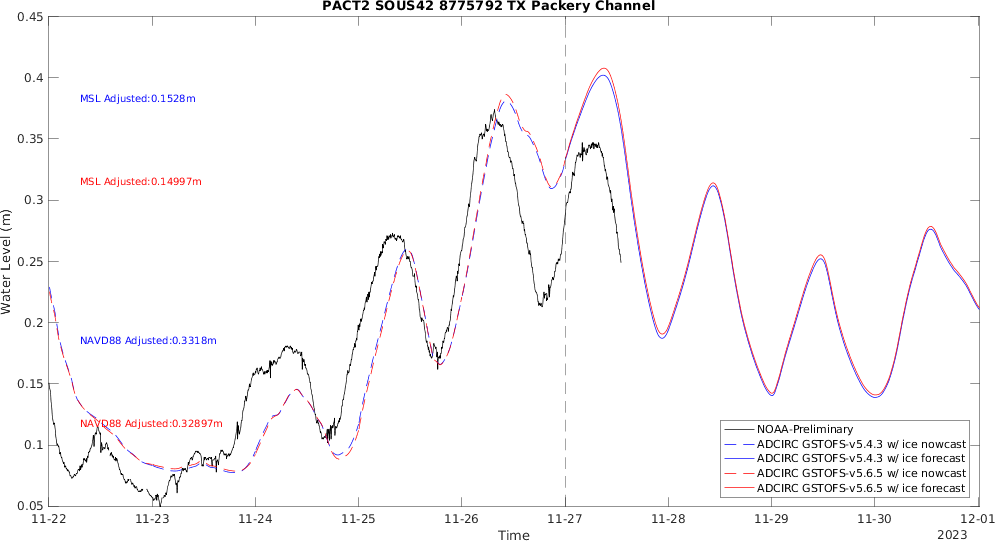 PACT2 SOUS42 8775792 TX Packery Channel
Water Level (m)
0.45
0.4
0.35
0.3
0.25
0.2
0.15
0.1
0.05
MSL Adjusted:0.1528m
MSL Adjusted:0.14997m
NAVD88 Adjusted:0.3318m
NAVD88 Adjusted:0.32897m
NOAA-Preliminary
ADCIRC GSTOFS-v5.4.3 w/ ice nowcast
ADCIRC GSTOFS-v5.4.3 w/ ice forecast
ADCIRC GSTOFS-v5.6.5 w/ ice nowcast
ADCIRC GSTOFS-v5.6.5 w/ ice forecast
11-22 11-23 11-24 11-25 11-26 11-27 11-28 11-29 11-30 12-01
Time
2023